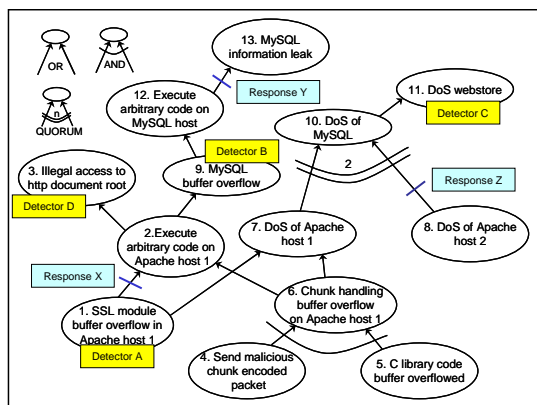 OR
AND
n
QUORUM
13. MySQL
information leak
12. Execute
arbitrary code on
MySQL host
Response Y
11. DoS webstore
Detector C
10. DoS of
MySQL
Detector B
9. MySQL
buffer overflow
3. Illegal access to
http document root
Detector D
2
Response Z
2.Execute
arbitrary code on
Apache host 1
7. DoS of Apache
host 1
8. DoS of Apache
host 2
Response X
1. SSL module
buffer overflow in
Apache host 1
Detector A
6. Chunk handling
buffer overflow
on Apache host 1
4. Send malicious
chunk encoded
packet
5. C library code
buffer overflowed